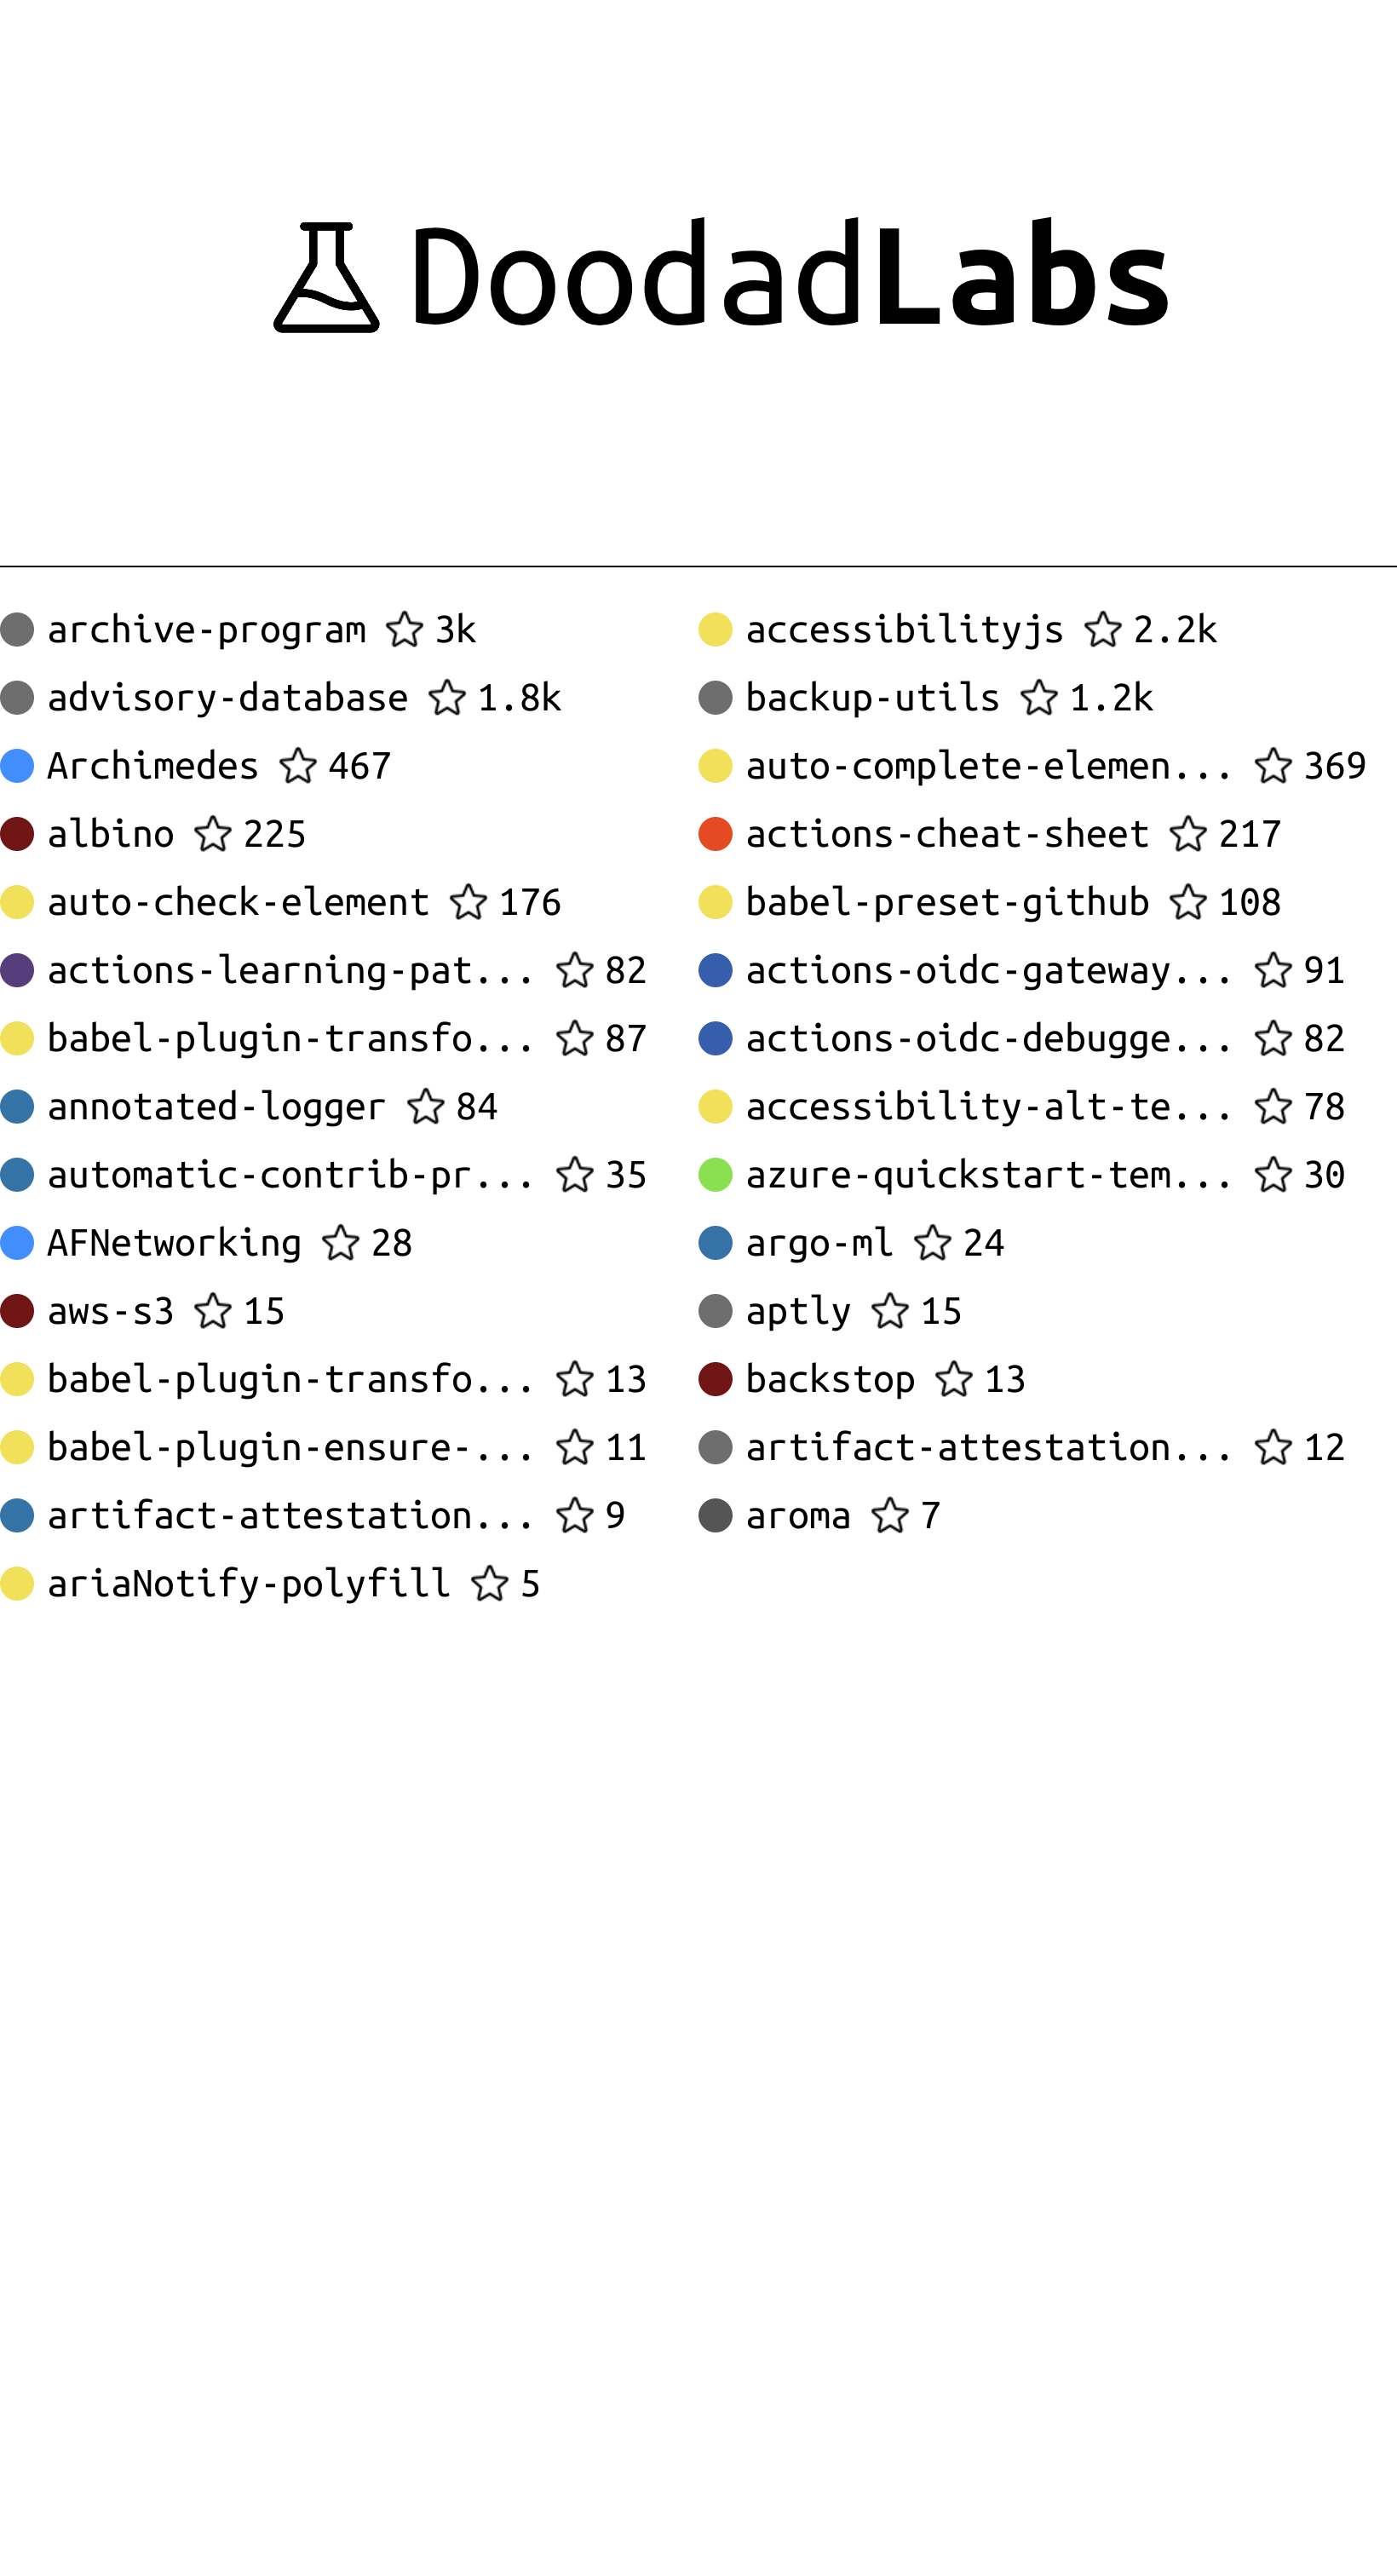 DoodadLabs
archive-program 3k
accessibilityjs 2.2k
advisory-database 1.8k
backup-utils 1.2k
Archimedes 467
auto-complete-elemen... 369
albino 225
actions-cheat-sheet 217
auto-check-element 176
babel-preset-github 108
actions-learning-pat... 82
actions-oidc-gateway... 91
babel-plugin-transfo... 87
actions-oidc-debugge... 82
annotated-logger 84
accessibility-alt-te... 78
automatic-contrib-pr... 35
azure-quickstart-tem... 30
AFNetworking 28
argo-ml 24
aws-s3 15
aptly 15
babel-plugin-transfo... 13
backstop 13
babel-plugin-ensure-... 11
artifact-attestation... 12
artifact-attestation... 9
aroma 7
ariaNotify-polyfill 5